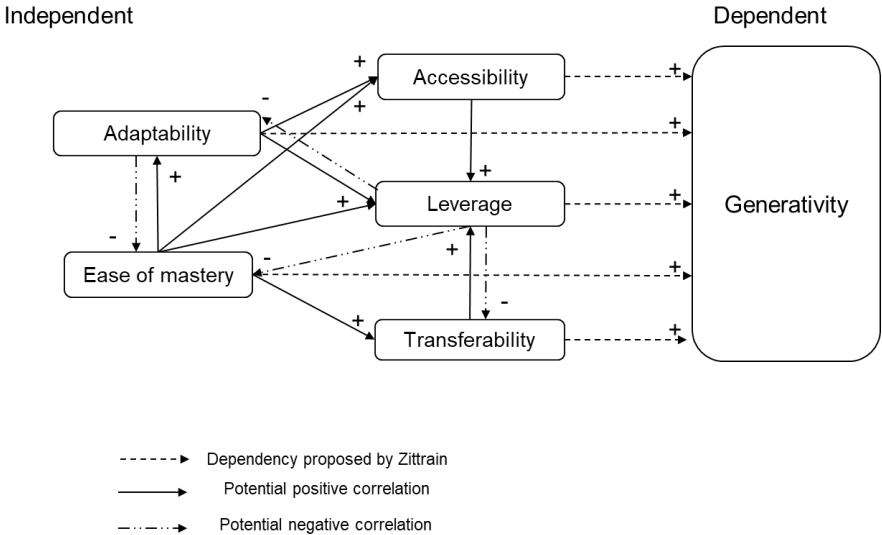 Independent
Dependent
+
Accessibility
+
-
+
Adaptability
+
+
+
+
Leverage
+
Generativity
-
+
-
Ease of mastery
+
-
+
Transferability
+
Dependency proposed by Zittrain
Potential positive correlation
Potential negative correlation